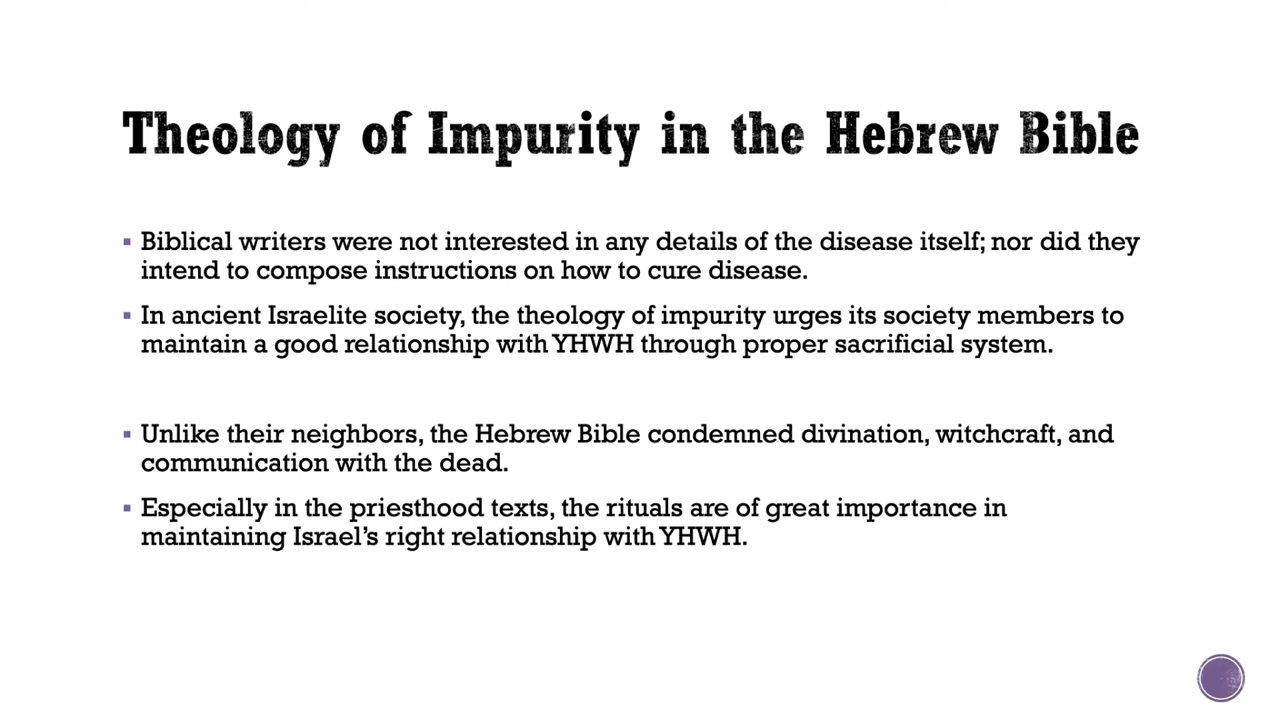 Theology of Impurity in the Hebrew Bible
▪ Biblical writers were not interested in any details of the disease itself; nor did they
intend to compose instructions on how to cure disease.
▪ In ancient Israelite society, the theology of impurity urges its society members to
maintain a good relationship with YHWH through proper sacrificial system.
▪ Unlike their neighbors, the Hebrew Bible condemned divination, witchcraft, and
communication with the dead.
▪ Especially in the priesthood texts, the rituals are of great importance in
maintaining Israel’s right relationship with YHWH.